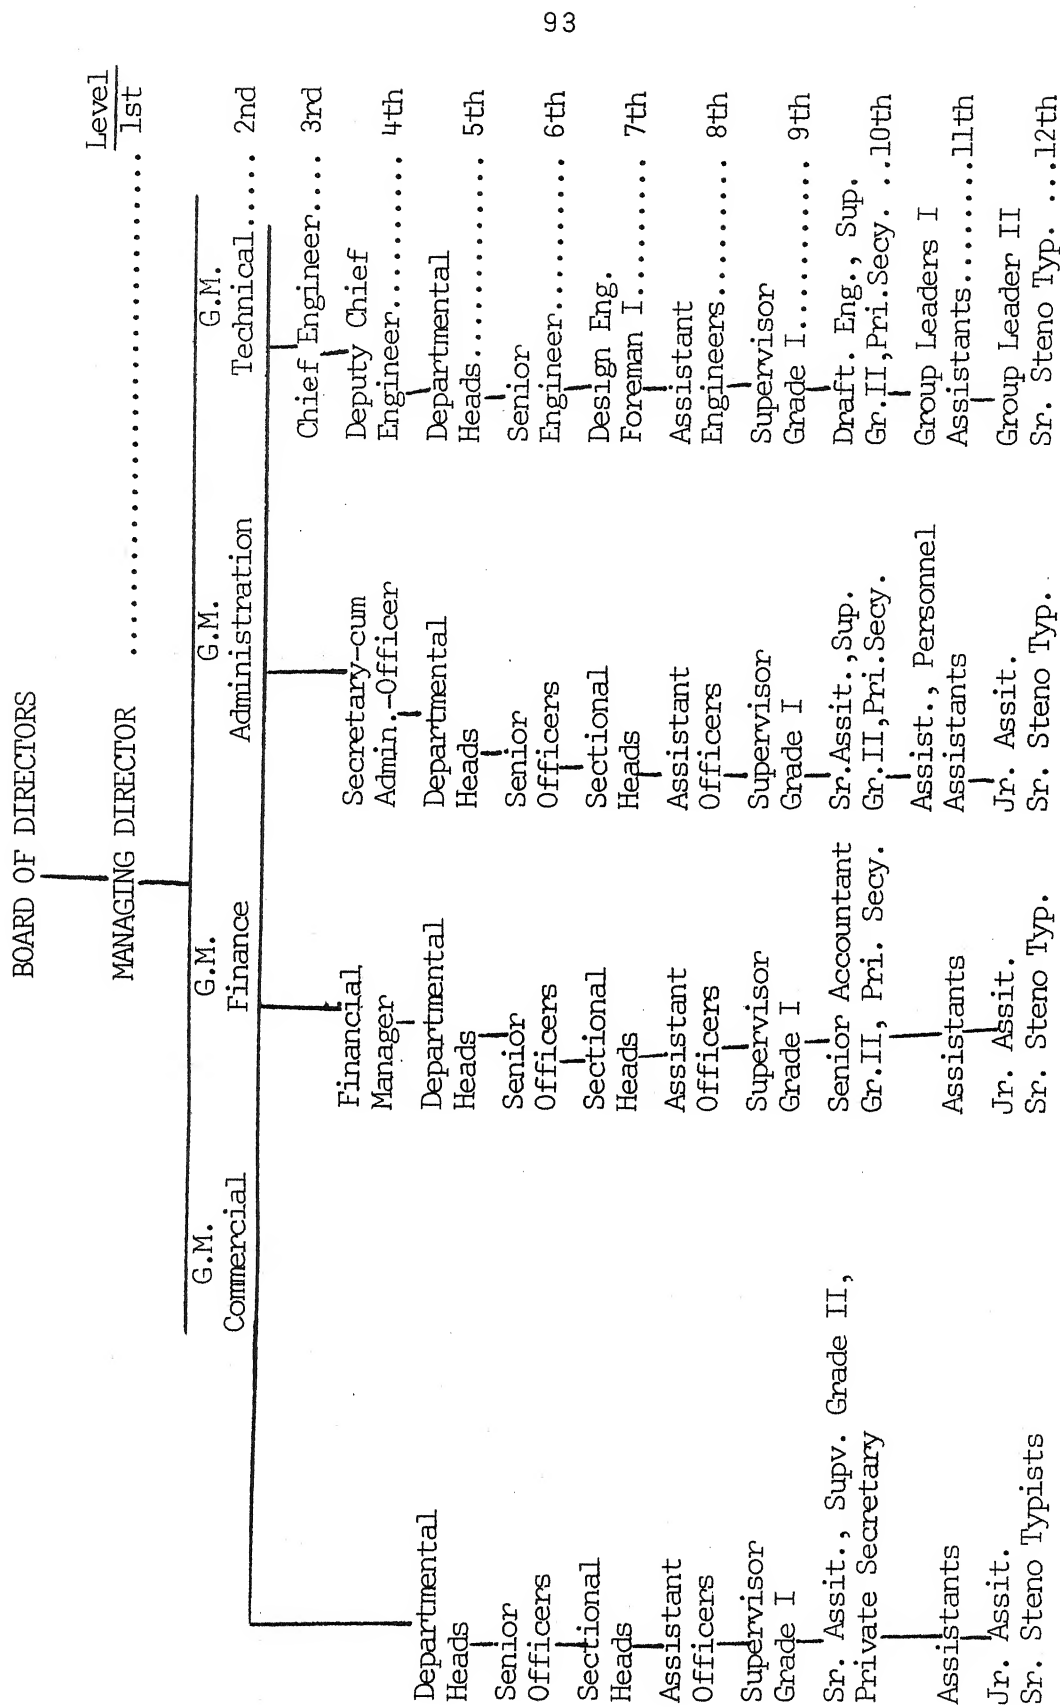 93
BOARD OF DIRECTORS
Level
MANAGING DIRECTOR ............................... 1st
G.M.
Commercial
G.M.
Finance
G.M.
Administration
G.M.
Technical..... 2nd
Departmental
Heads
Senior
Officers
Sectional
Heads
Assistant
Officers
Supervisor
Grade I
Sr. Assit., Supv. Grade II,
Private Secretary
Assistants
Jr. Assit.
Sr. Steno Typists
Financial
Manager
Departmental
Heads
Senior
Officers
Sectional
Heads
Assistant
Officers
Supervisor
Grade I
Senior Accountant
Gr.II, Pri. Secy.
Assistants
Jr. Assit.
Sr. Steno Typ.
Secretary-cum
Admin.-Officer
Departmental
Heads
Senior
Officers
Sectional
Heads
Assistant
Officers
Supervisor
Grade I
Sr.Assit.,Sup.
Gr.II,Pri.Secy.
Assist., Personnel
Assistants
Jr. Assit.
Sr. Steno Typ.
Chief Engineer.... 3rd
Deputy Chief
Engineer.......... 4th
Departmental
Heads............. 5th
Senior
Engineer.......... 6th
Design Eng.
Foreman I......... 7th
Assistant
Engineers......... 8th
Supervisor
Grade I........... 9th
Draft. Eng., Sup.
Gr.II,Pri.Secy. ..10th
Group Leaders I
Assistants........11th
Group Leader II
Sr. Steno Typ. ...12th